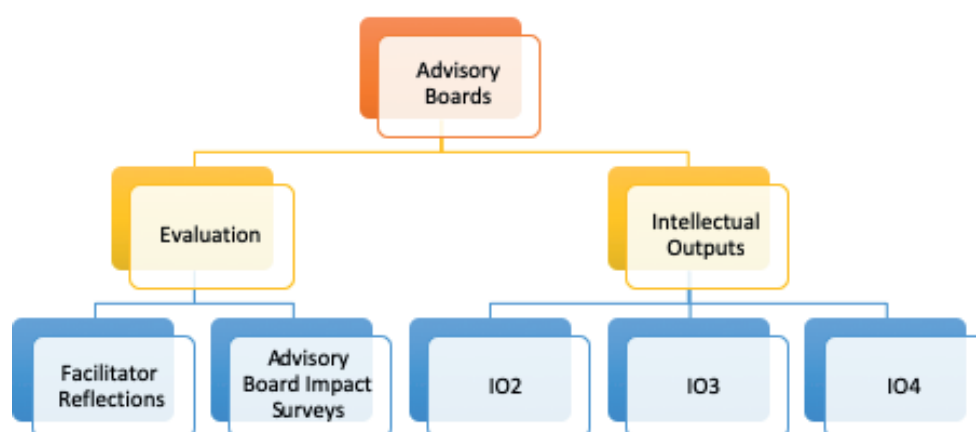 Advisory
Boards
Evaluation
Intellectual
Outputs
Facilitator
Reflections
Advisory
Board Impact
Surveys
IO2
IO3
IO4